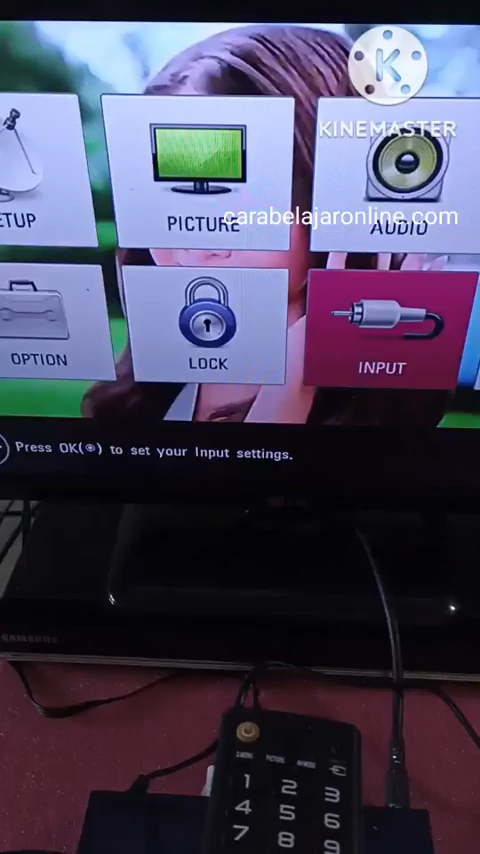 K
KINEMASTER
carabelajaronline.com
ETUP
PICTURE
AUDIO
OPTION
LOCK
INPUT
Press OK(◉) to set your Input settings.
SAMSUNG
PICTURE
1 2 3
4 5 6
7 8 9